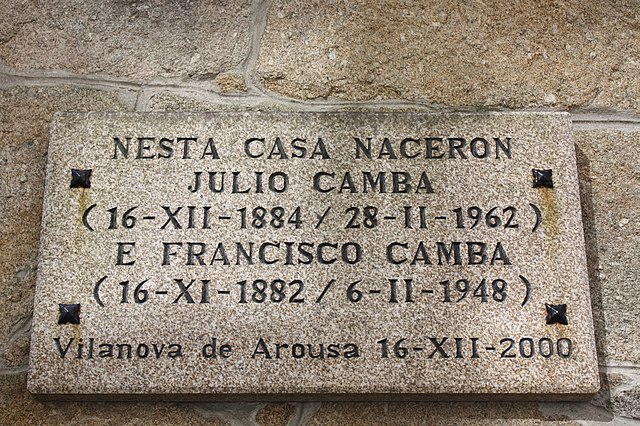 NESTA CASA NACERON
JULIO CAMBA
(16-XII-1884 / 28-II-1962)
E FRANCISCO CAMBA
(16-XI-1882 / 6-II-1948)
Vilanova de Arousa 16-XII-2000